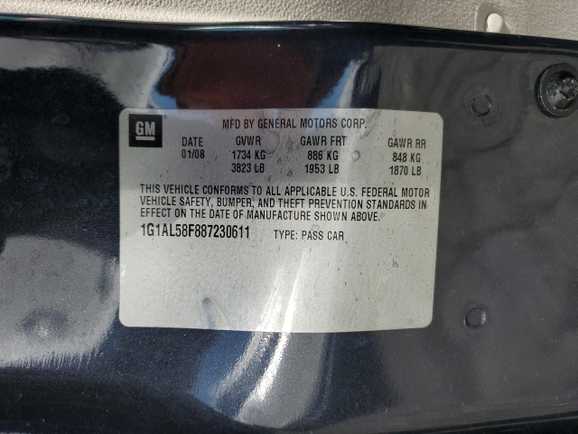 GM
MFD BY GENERAL MOTORS CORP.
DATE GVWR GAWR FRT GAWR RR
01/08 1734 KG 886 KG 848 KG
3823 LB 1953 LB 1870 LB
THIS VEHICLE CONFORMS TO ALL APPLICABLE U.S. FEDERAL MOTOR
VEHICLE SAFETY, BUMPER, AND THEFT PREVENTION STANDARDS IN
EFFECT ON THE DATE OF MANUFACTURE SHOWN ABOVE.
1G1AL58F887230611 TYPE: PASS CAR